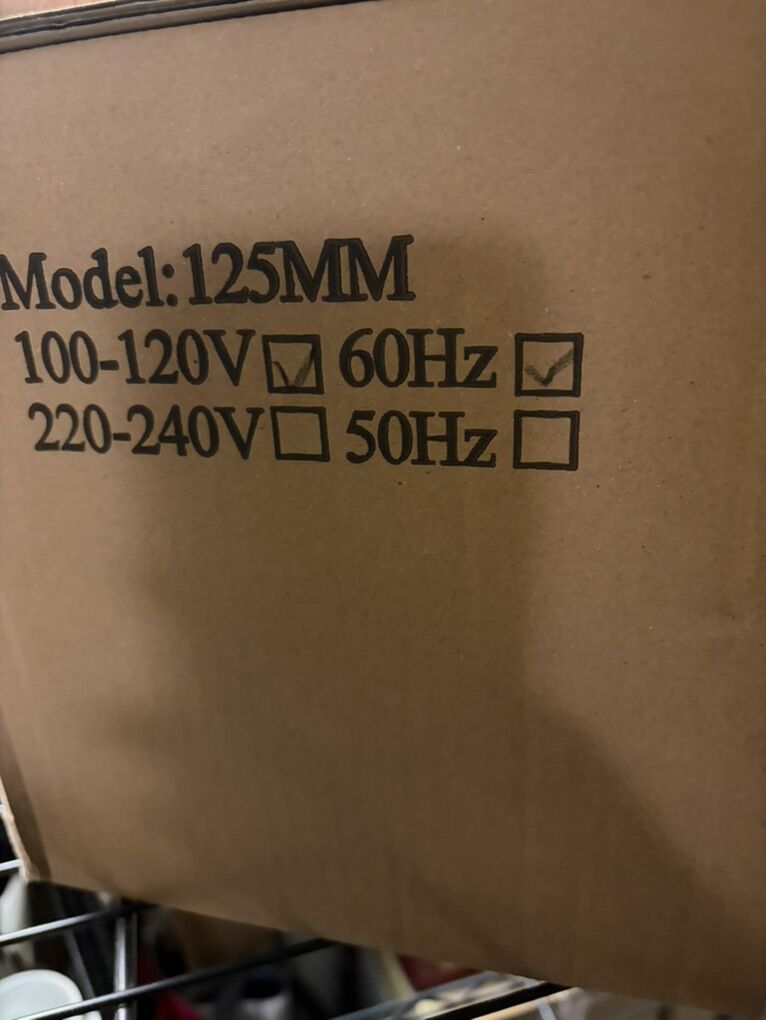 Model:125MM
100-120V ☑ 60Hz ☑
220-240V ☐ 50Hz ☐